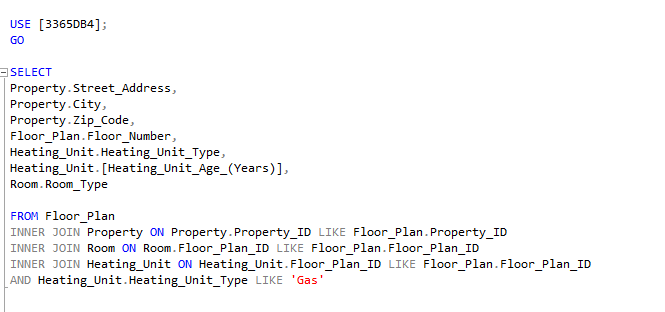 USE [3365DB4];
GO
SELECT
Property.Street_Address,
Property.City,
Property.Zip_Code,
Floor_Plan.Floor_Number,
Heating_Unit.Heating_Unit_Type,
Heating_Unit.[Heating_Unit_Age_(Years)],
Room.Room_Type
FROM Floor_Plan
INNER JOIN Property ON Property.Property_ID LIKE Floor_Plan.Property_ID
INNER JOIN Room ON Room.Floor_Plan_ID LIKE Floor_Plan.Floor_Plan_ID
INNER JOIN Heating_Unit ON Heating_Unit.Floor_Plan_ID LIKE Floor_Plan.Floor_Plan_ID
AND Heating_Unit.Heating_Unit_Type LIKE 'Gas'